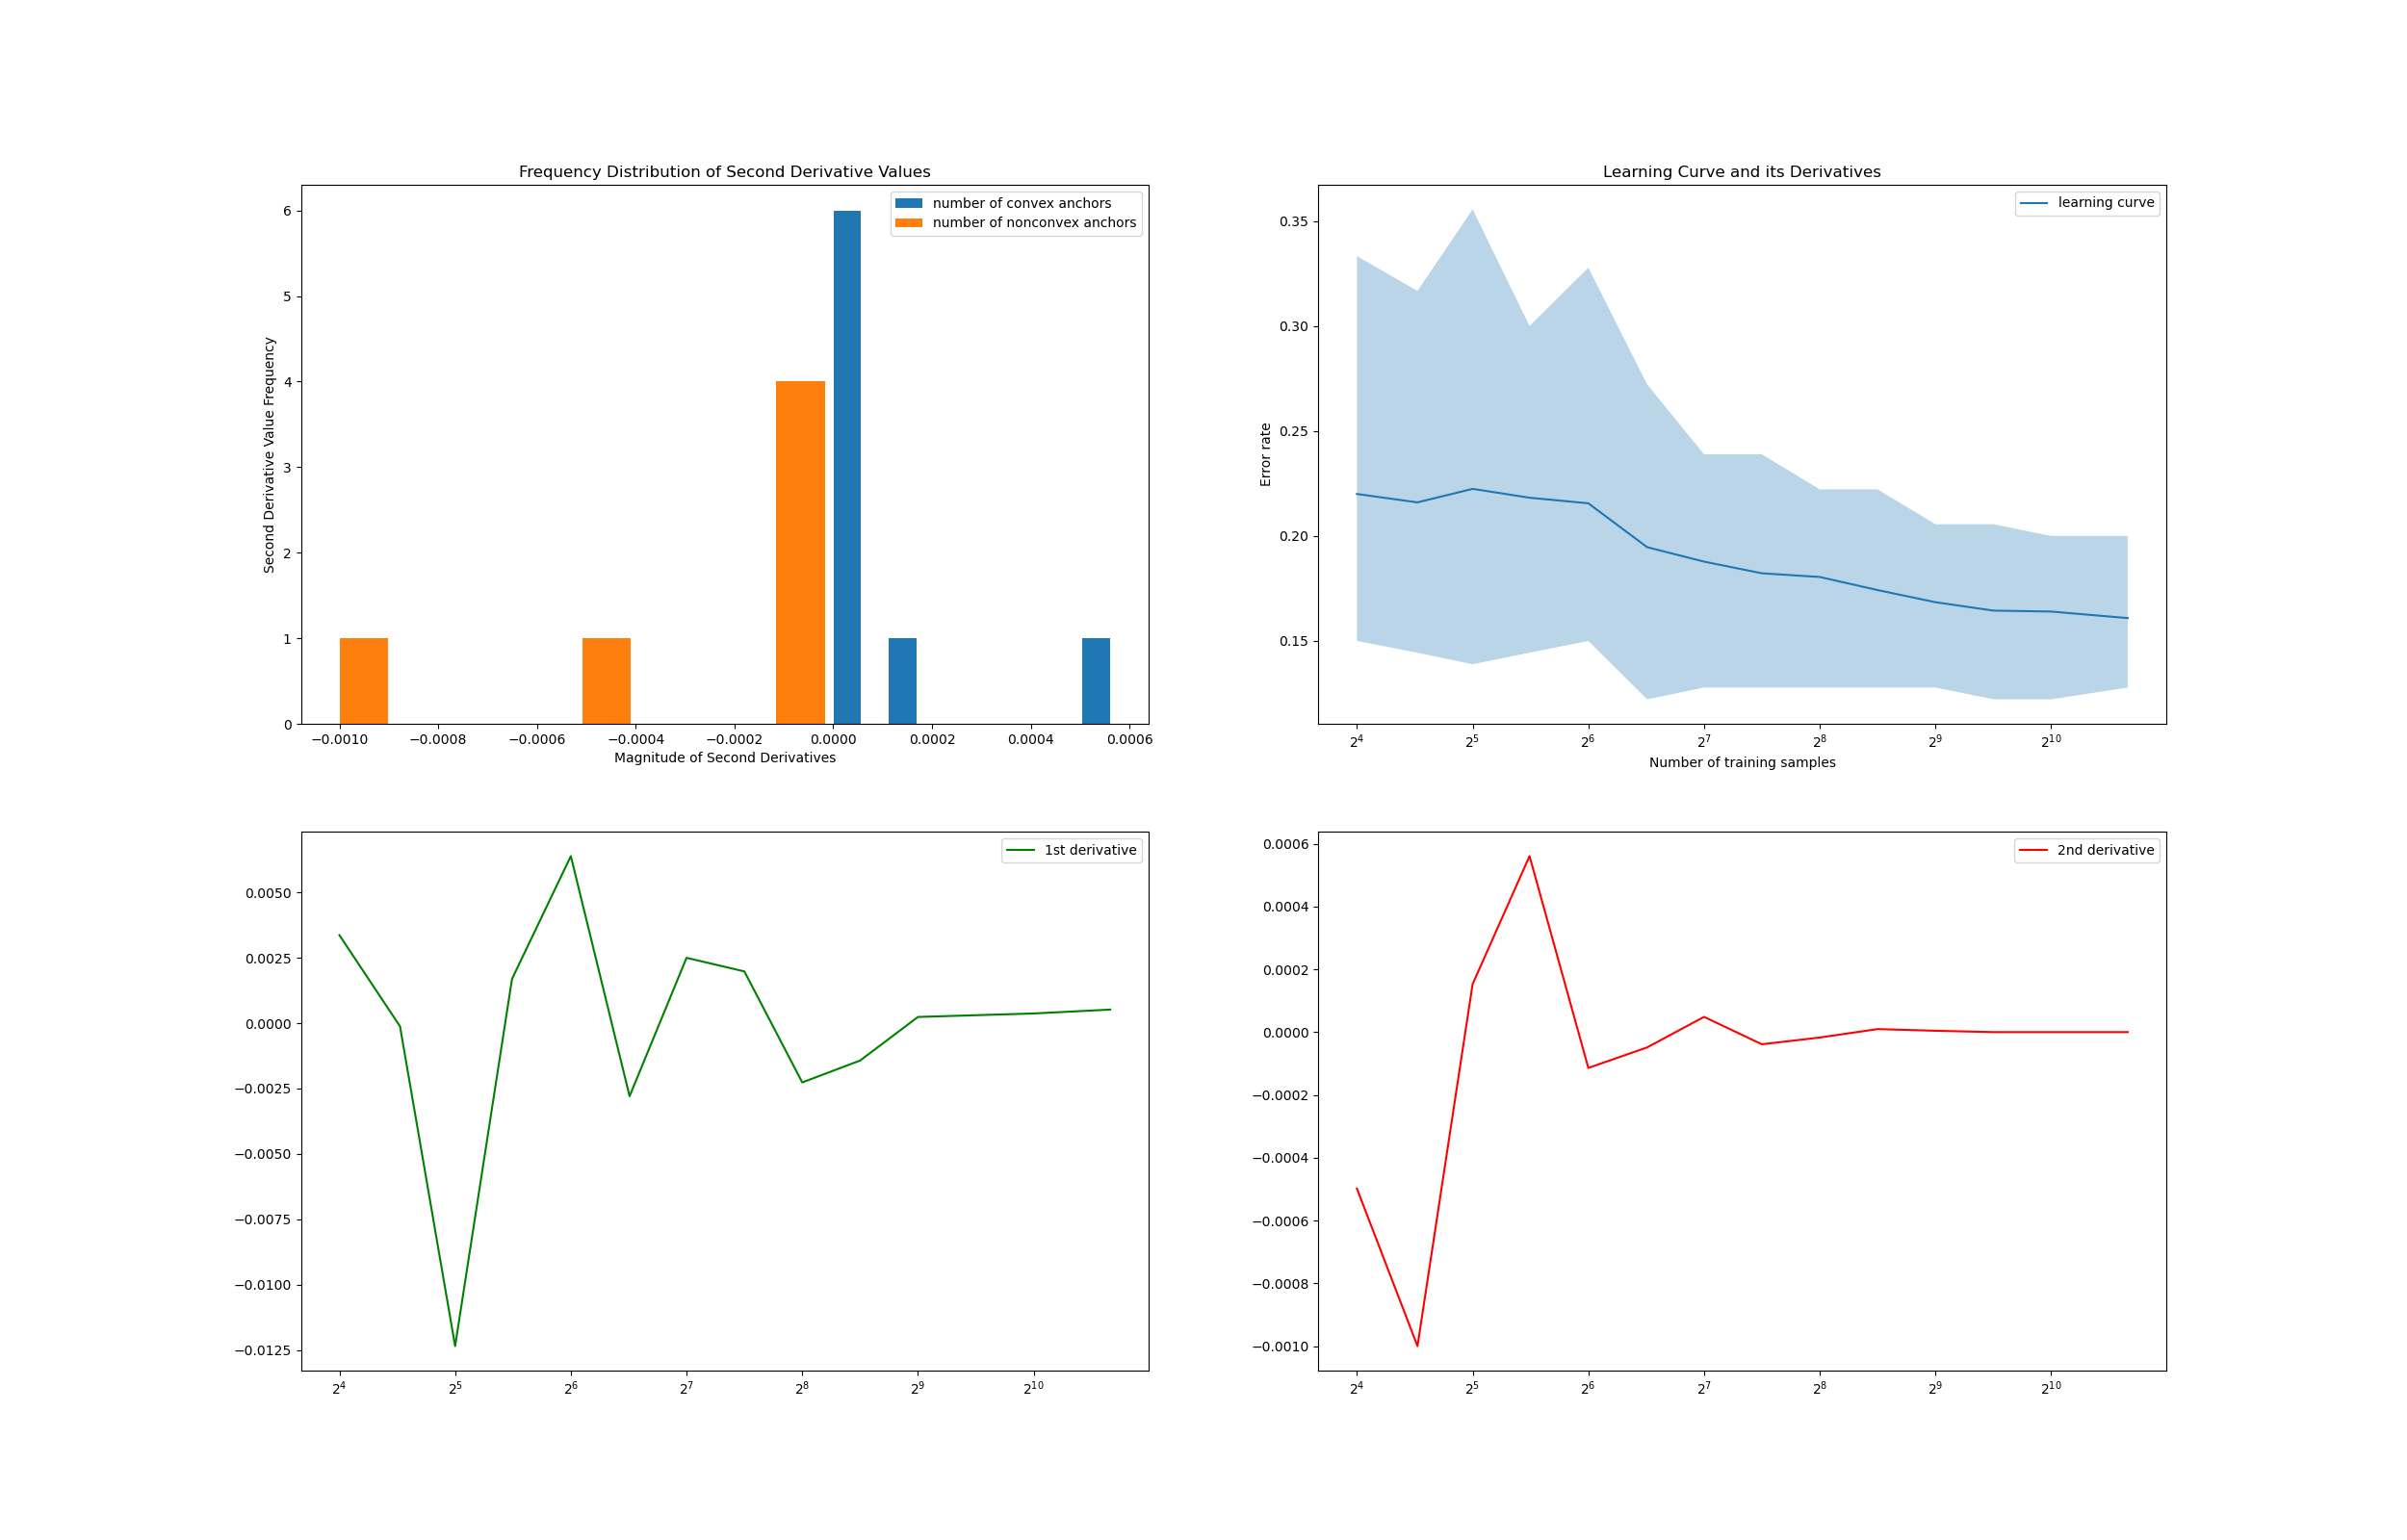 Frequency Distribution of Second Derivative Values
number of convex anchors
number of nonconvex anchors
Second Derivative Value Frequency
6
5
4
3
2
1
0
−0.0010 −0.0008 −0.0006 −0.0004 −0.0002 0.0000 0.0002 0.0004 0.0006
Magnitude of Second Derivatives
Learning Curve and its Derivatives
learning curve
Error rate
0.35
0.30
0.25
0.20
0.15
2⁴ 2⁵ 2⁶ 2⁷ 2⁸ 2⁹ 2¹⁰
Number of training samples
1st derivative
0.0050
0.0025
0.0000
−0.0025
−0.0050
−0.0075
−0.0100
−0.0125
2⁴ 2⁵ 2⁶ 2⁷ 2⁸ 2⁹ 2¹⁰
2nd derivative
0.0006
0.0004
0.0002
0.0000
−0.0002
−0.0004
−0.0006
−0.0008
−0.0010
2⁴ 2⁵ 2⁶ 2⁷ 2⁸ 2⁹ 2¹⁰